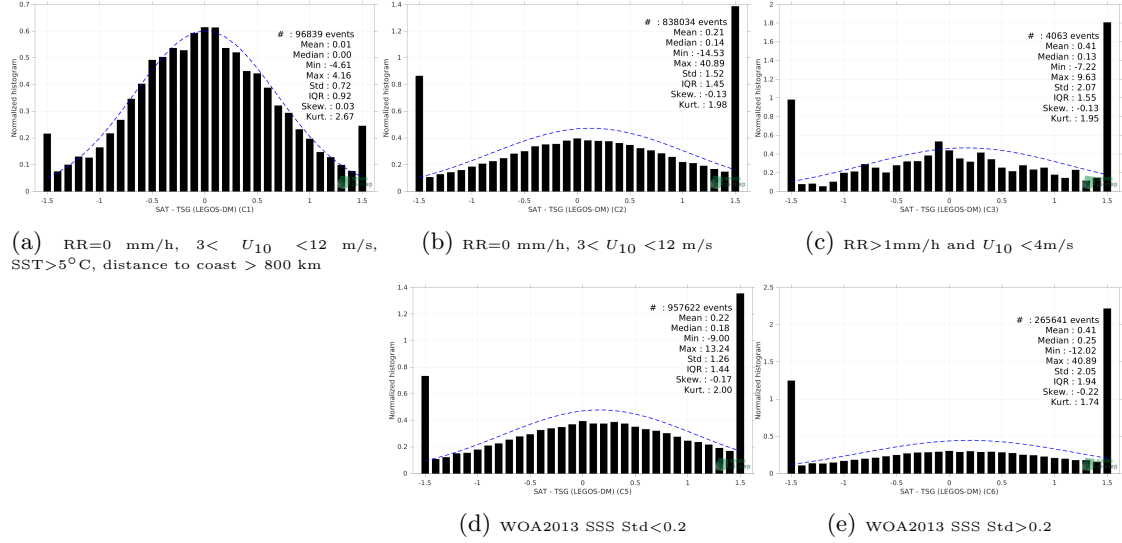 0.7
0.6
0.5
0.4
0.3
0.2
0.1
0
Normalized histogram
# : 96839 events
Mean : 0.01
Median : 0.00
Min : -4.61
Max : 4.16
Std : 0.72
IQR : 0.92
Skew. : 0.03
Kurt. : 2.67
-1.5 -1 -0.5 0 0.5 1 1.5
SAT - TSG (LEGOS-DM) (C1)
(a) RR=0 mm/h, 3< U10 <12 m/s,
SST>5°C, distance to coast > 800 km
1.4
1.2
1
0.8
0.6
0.4
0.2
0
Normalized histogram
# : 838034 events
Mean : 0.21
Median : 0.14
Min : -14.53
Max : 40.89
Std : 1.52
IQR : 1.45
Skew. : -0.13
Kurt. : 1.98
-1.5 -1 -0.5 0 0.5 1 1.5
SAT - TSG (LEGOS-DM) (C2)
(b) RR=0 mm/h, 3< U10 <12 m/s
2
1.8
1.6
1.4
1.2
1
0.8
0.6
0.4
0.2
0
Normalized histogram
# : 4063 events
Mean : 0.41
Median : 0.13
Min : -7.22
Max : 9.63
Std : 2.07
IQR : 1.55
Skew. : -0.13
Kurt. : 1.95
-1.5 -1 -0.5 0 0.5 1 1.5
SAT - TSG (LEGOS-DM) (C3)
(c) RR>1mm/h and U10 <4m/s
1.4
1.2
1
0.8
0.6
0.4
0.2
0
Normalized histogram
# : 957622 events
Mean : 0.22
Median : 0.18
Min : -9.00
Max : 13.24
Std : 1.26
IQR : 1.44
Skew. : -0.17
Kurt. : 2.00
-1.5 -1 -0.5 0 0.5 1 1.5
SAT - TSG (LEGOS-DM) (C5)
(d) WOA2013 SSS Std<0.2
2.5
2
1.5
1
0.5
0
Normalized histogram
# : 265641 events
Mean : 0.41
Median : 0.25
Min : -12.02
Max : 40.89
Std : 2.05
IQR : 1.94
Skew. : -0.22
Kurt. : 1.74
-1.5 -1 -0.5 0 0.5 1 1.5
SAT - TSG (LEGOS-DM) (C6)
(e) WOA2013 SSS Std>0.2